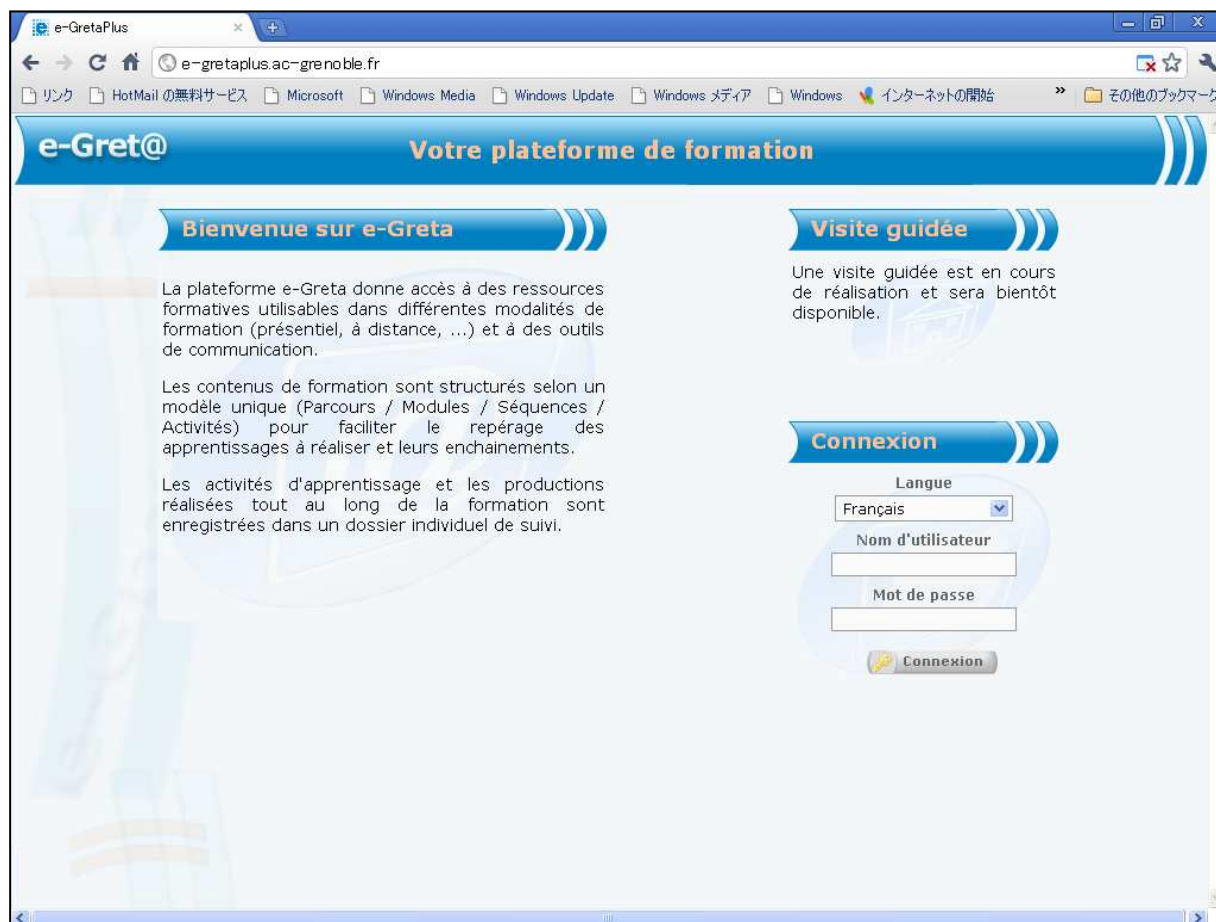 e-GretaPlus
e-gretaplus.ac-grenoble.fr
リンク HotMail の無料サービス Microsoft Windows Media Windows Update Windows メディア Windows インターネットの開始 » その他のブックマーク
e-Gret@ Votre plateforme de formation
Bienvenue sur e-Greta
La plateforme e-Greta donne accès à des ressources
formatives utilisables dans différentes modalités de
formation (présentiel, à distance, ...) et à des outils
de communication.
Les contenus de formation sont structurés selon un
modèle unique (Parcours / Modules / Séquences /
Activités) pour faciliter le repérage des
apprentissages à réaliser et leurs enchainements.
Les activités d'apprentissage et les productions
réalisées tout au long de la formation sont
enregistrées dans un dossier individuel de suivi.
Visite guidée
Une visite guidée est en cours
de réalisation et sera bientôt
disponible.
Connexion
Langue
Français
Nom d'utilisateur
Mot de passe
Connexion